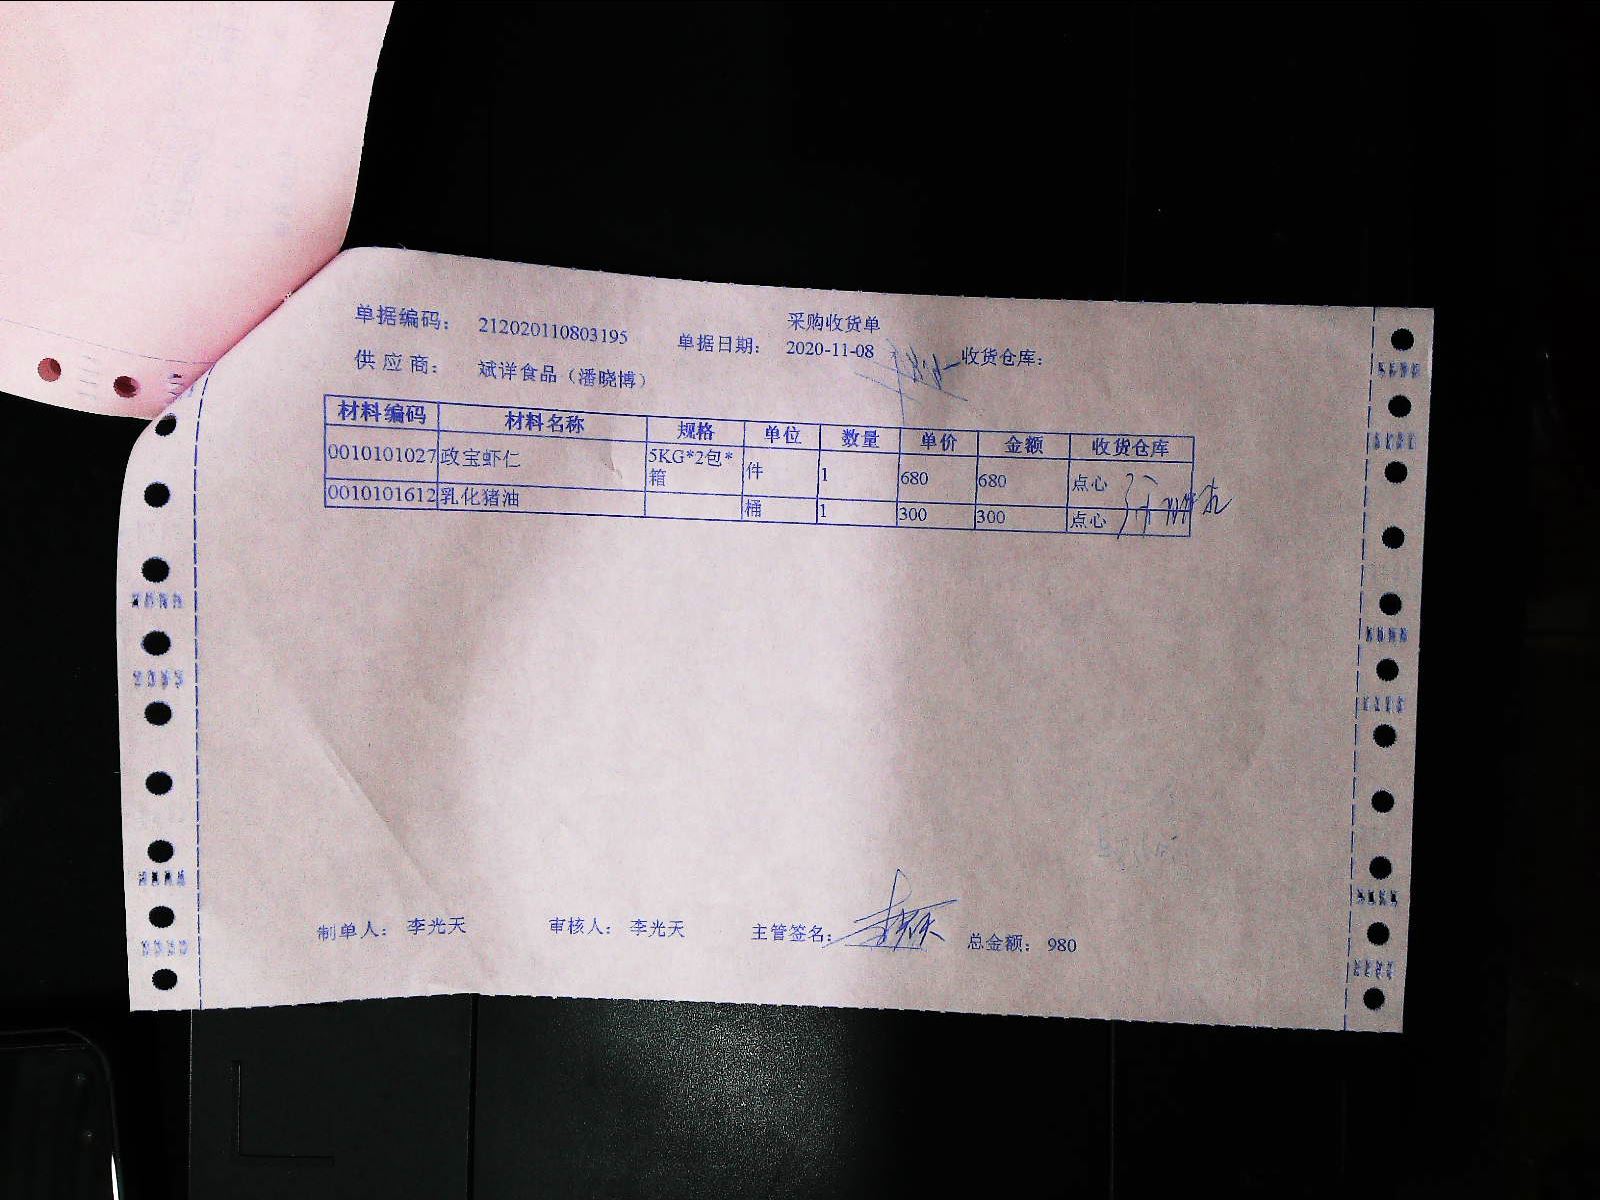 采购收货单
单据编码： 212020110803195 单据日期： 2020-11-08 收货仓库：
供应商： 斌详食品（潘晓博）
材料编码 材料名称 规格 单位 数量 单价 金额 收货仓库
0010101027 政宝虾仁 5KG*2包*箱 件 1 680 680 点心
0010101612 乳化猪油 桶 1 300 300 点心
制单人： 李光天 审核人： 李光天 主管签名： 总金额： 980